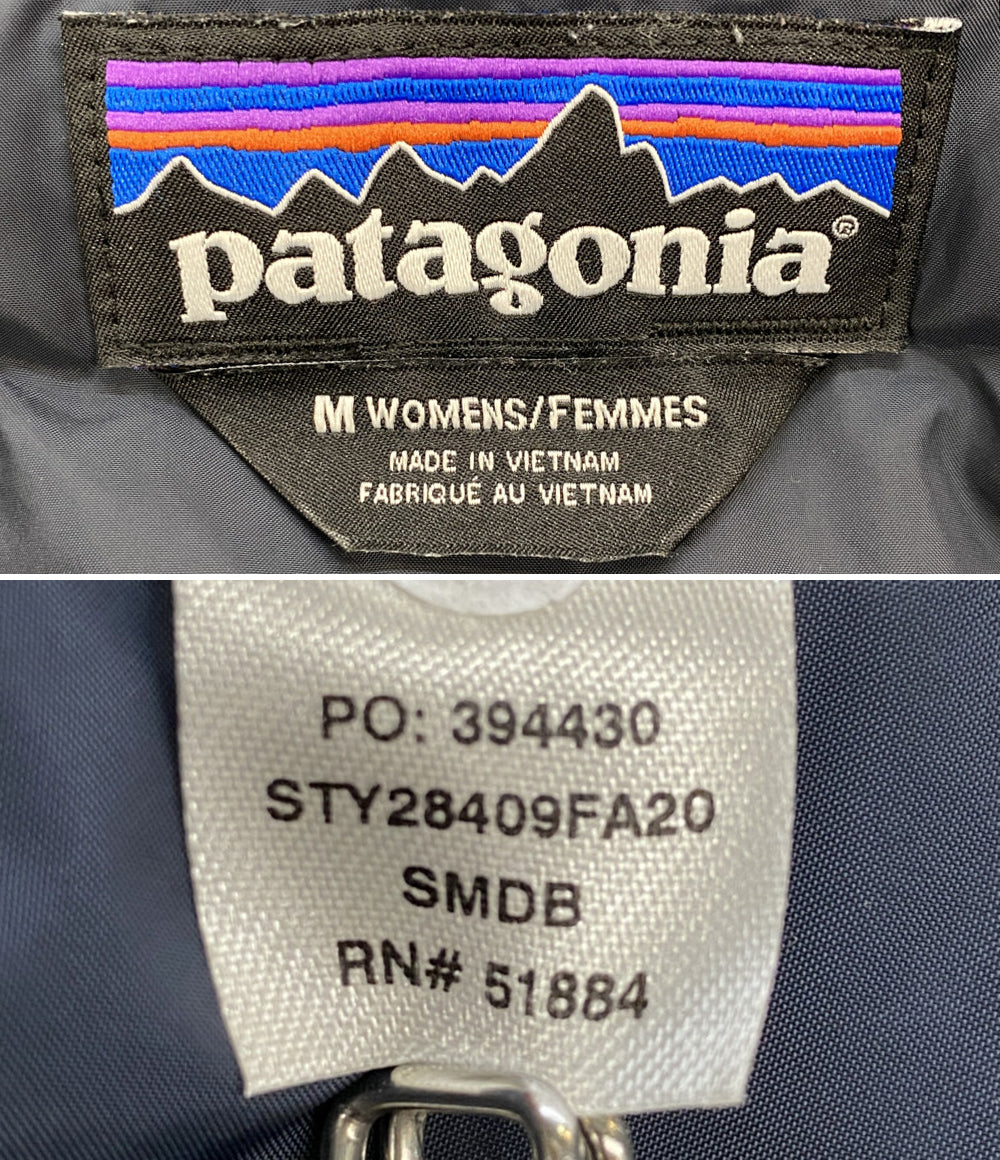 patagonia®
M WOMENS/FEMMES
MADE IN VIETNAM
FABRIQUÉ AU VIETNAM
PO: 394430
STY28409FA20
SMDB
RN# 51884